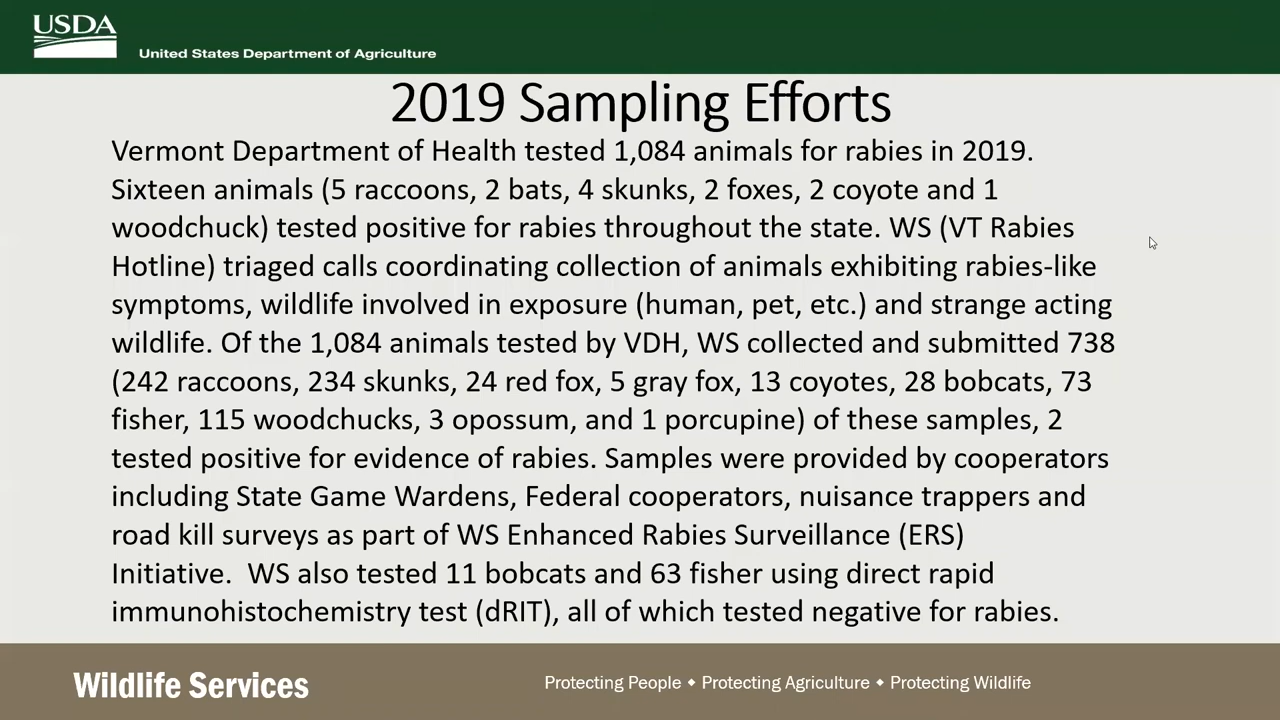 USDA
United States Department of Agriculture
2019 Sampling Efforts
Vermont Department of Health tested 1,084 animals for rabies in 2019.
Sixteen animals (5 raccoons, 2 bats, 4 skunks, 2 foxes, 2 coyote and 1
woodchuck) tested positive for rabies throughout the state. WS (VT Rabies
Hotline) triaged calls coordinating collection of animals exhibiting rabies-like
symptoms, wildlife involved in exposure (human, pet, etc.) and strange acting
wildlife. Of the 1,084 animals tested by VDH, WS collected and submitted 738
(242 raccoons, 234 skunks, 24 red fox, 5 gray fox, 13 coyotes, 28 bobcats, 73
fisher, 115 woodchucks, 3 opossum, and 1 porcupine) of these samples, 2
tested positive for evidence of rabies. Samples were provided by cooperators
including State Game Wardens, Federal cooperators, nuisance trappers and
road kill surveys as part of WS Enhanced Rabies Surveillance (ERS)
Initiative.  WS also tested 11 bobcats and 63 fisher using direct rapid
immunohistochemistry test (dRIT), all of which tested negative for rabies.
Wildlife Services
Protecting People ◆ Protecting Agriculture ◆ Protecting Wildlife